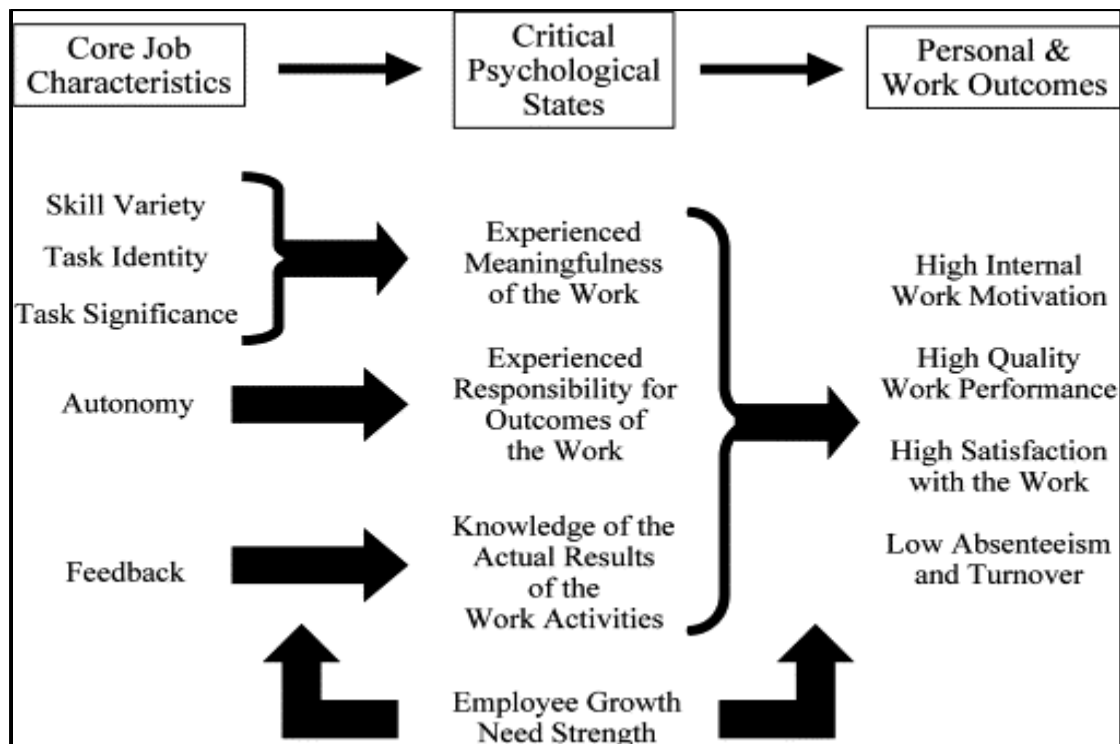 Core Job
Characteristics
Critical
Psychological
States
Personal &
Work Outcomes
Skill Variety
Task Identity
Task Significance
Experienced
Meaningfulness
of the Work
Autonomy
Experienced
Responsibility for
Outcomes of
the Work
Feedback
Knowledge of the
Actual Results
of the
Work Activities
High Internal
Work Motivation
High Quality
Work Performance
High Satisfaction
with the Work
Low Absenteeism
and Turnover
Employee Growth
Need Strength